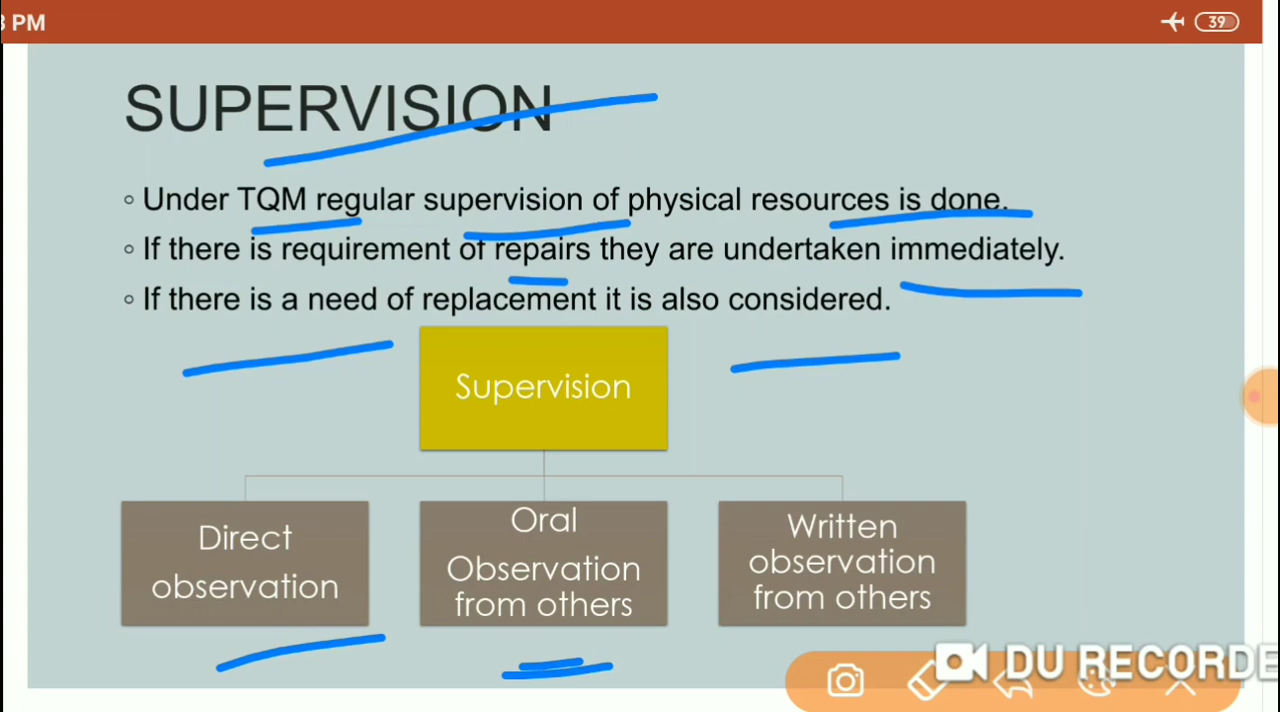 3 PM
39
SUPERVISION
Under TQM regular supervision of physical resources is done.
If there is requirement of repairs they are undertaken immediately.
If there is a need of replacement it is also considered.
Supervision
Direct
observation
Oral
Observation
from others
Written
observation
from others
DU RECORDE